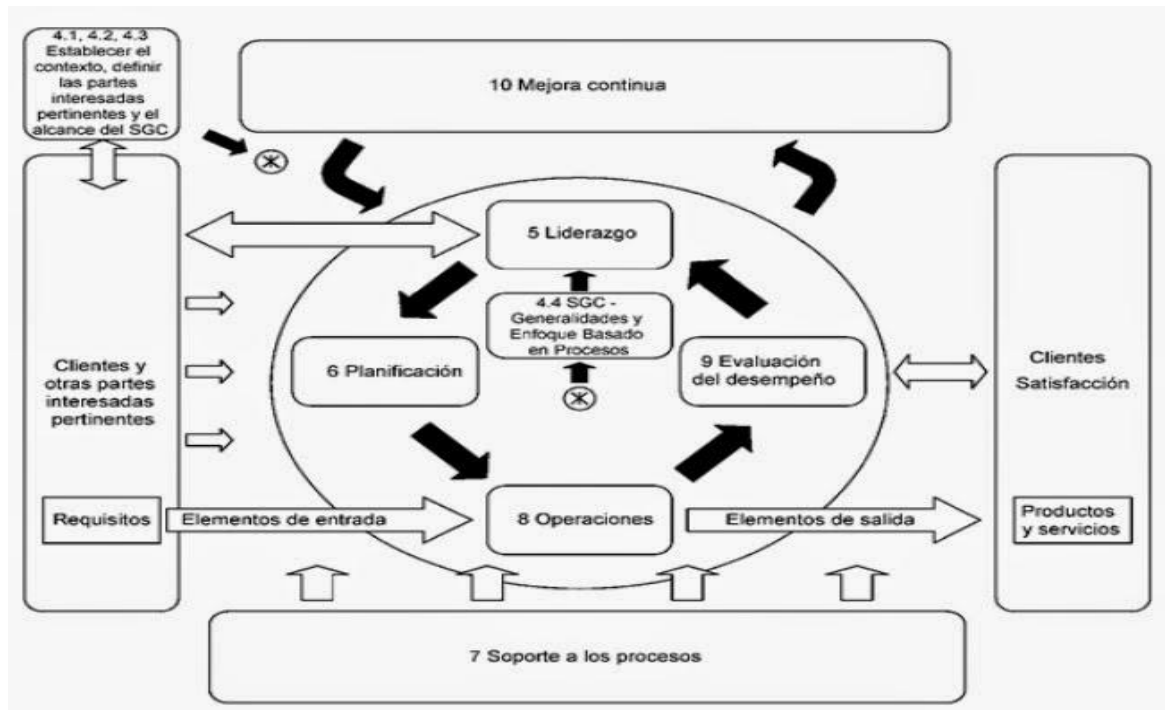 4.1, 4.2, 4.3
Establecer el
contexto, definir
las partes
interesadas
pertinentes y el
alcance del SGC
10 Mejora continua
5 Liderazgo
4.4 SGC -
Generalidades y
Enfoque Basado
en Procesos
6 Planificación
9 Evaluación
del desempeño
Clientes y
otras partes
interesadas
pertinentes
Clientes
Satisfacción
Requisitos
Elementos de entrada
8 Operaciones
Elementos de salida
Productos
y servicios
7 Soporte a los procesos